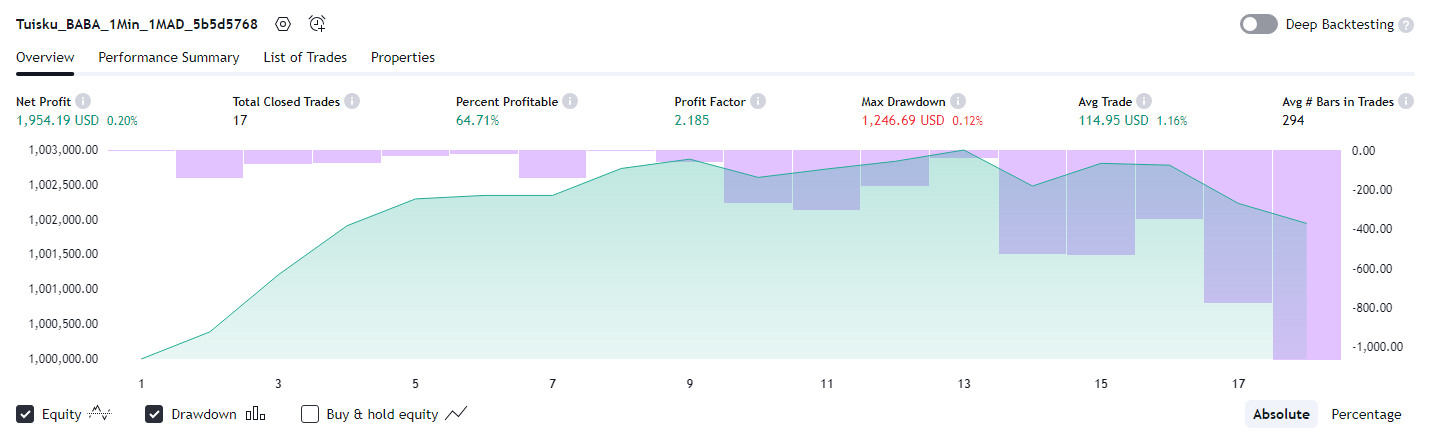 Tuisku_BABA_1Min_1MAD_5b5d5768
Deep Backtesting ?
Overview Performance Summary List of Trades Properties
Net Profit Total Closed Trades Percent Profitable Profit Factor Max Drawdown Avg Trade Avg # Bars in Trades
1,954.19 USD 0.20% 17 64.71% 2.185 1,246.69 USD 0.12% 114.95 USD 1.16% 294
1,003,000.00 0.00
1,002,500.00 -200.00
1,002,000.00 -400.00
1,001,500.00 -600.00
1,001,000.00 -800.00
1,000,500.00 -1,000.00
1,000,000.00
1 3 5 7 9 11 13 15 17
Equity Drawdown Buy & hold equity Absolute Percentage